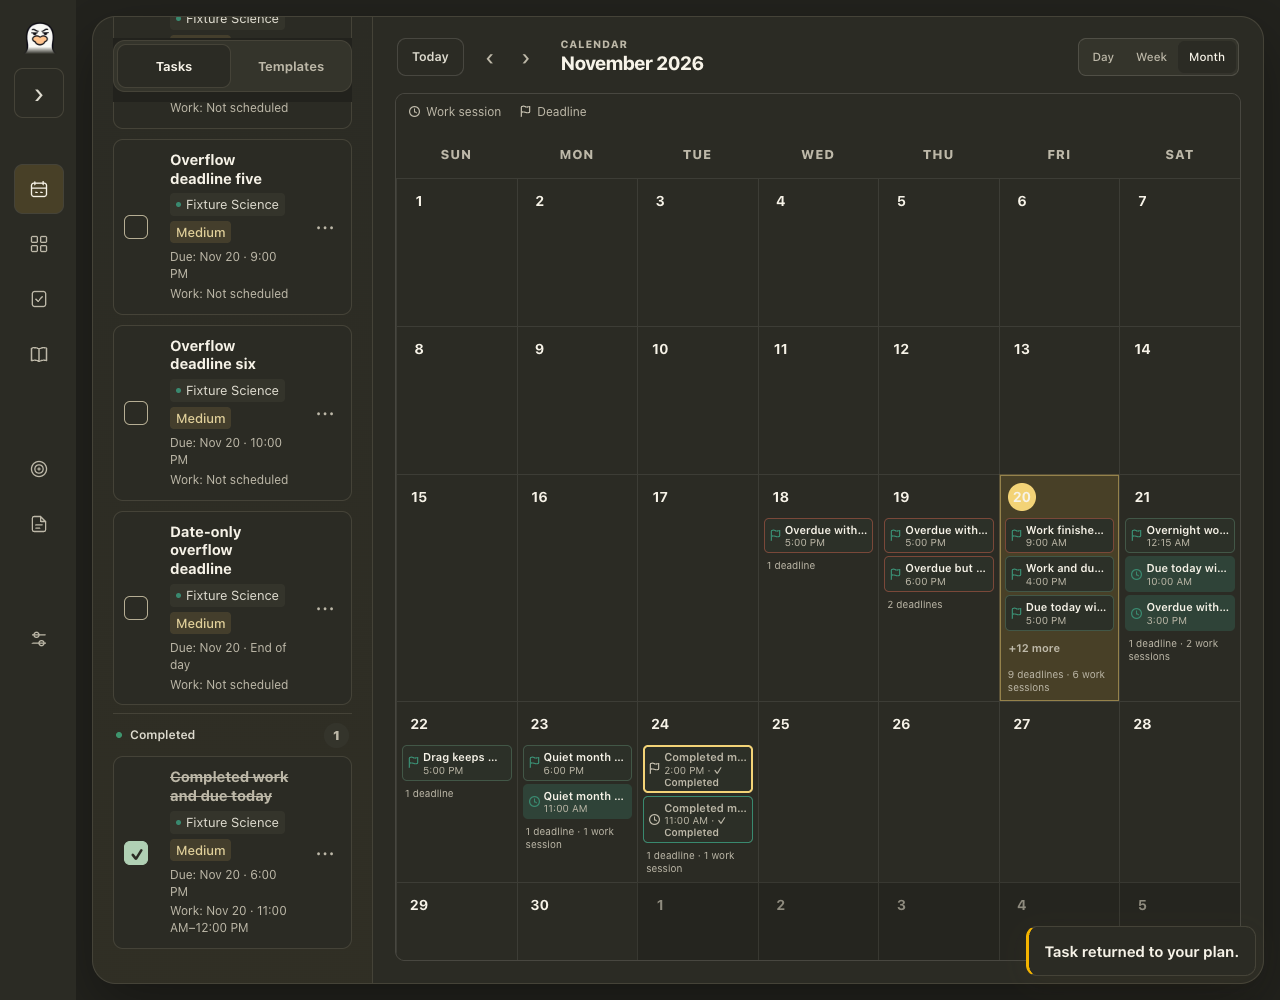 Fixture Science
Tasks
Templates
Work: Not scheduled
Overflow
deadline five
Fixture Science
Medium
Due: Nov 20 · 9:00
PM
Work: Not scheduled
Overflow
deadline six
Fixture Science
Medium
Due: Nov 20 · 10:00
PM
Work: Not scheduled
Date-only
overflow
deadline
Fixture Science
Medium
Due: Nov 20 · End of
day
Work: Not scheduled
Completed
1
Completed work
and due today
Fixture Science
Medium
Due: Nov 20 · 6:00
PM
Work: Nov 20 · 11:00
AM–12:00 PM
Today
CALENDAR
November 2026
Day
Week
Month
Work session
Deadline
SUN MON TUE WED THU FRI SAT
1 2 3 4 5 6 7
8 9 10 11 12 13 14
15 16 17
18
Overdue with...
5:00 PM
1 deadline
19
Overdue with...
5:00 PM
Overdue but ...
6:00 PM
2 deadlines
20
Work finishe...
9:00 AM
Work and du...
4:00 PM
Due today wi...
5:00 PM
+12 more
9 deadlines · 6 work
sessions
21
Overnight wo...
12:15 AM
Due today wi...
10:00 AM
Overdue with...
3:00 PM
1 deadline · 2 work
sessions
22
Drag keeps ...
5:00 PM
1 deadline
23
Quiet month ...
6:00 PM
Quiet month ...
11:00 AM
1 deadline · 1 work
session
24
Completed m...
2:00 PM · ✓
Completed
Completed m...
11:00 AM · ✓
Completed
1 deadline · 1 work
session
25 26 27 28
29 30 1 2 3 4 5
Task returned to your plan.